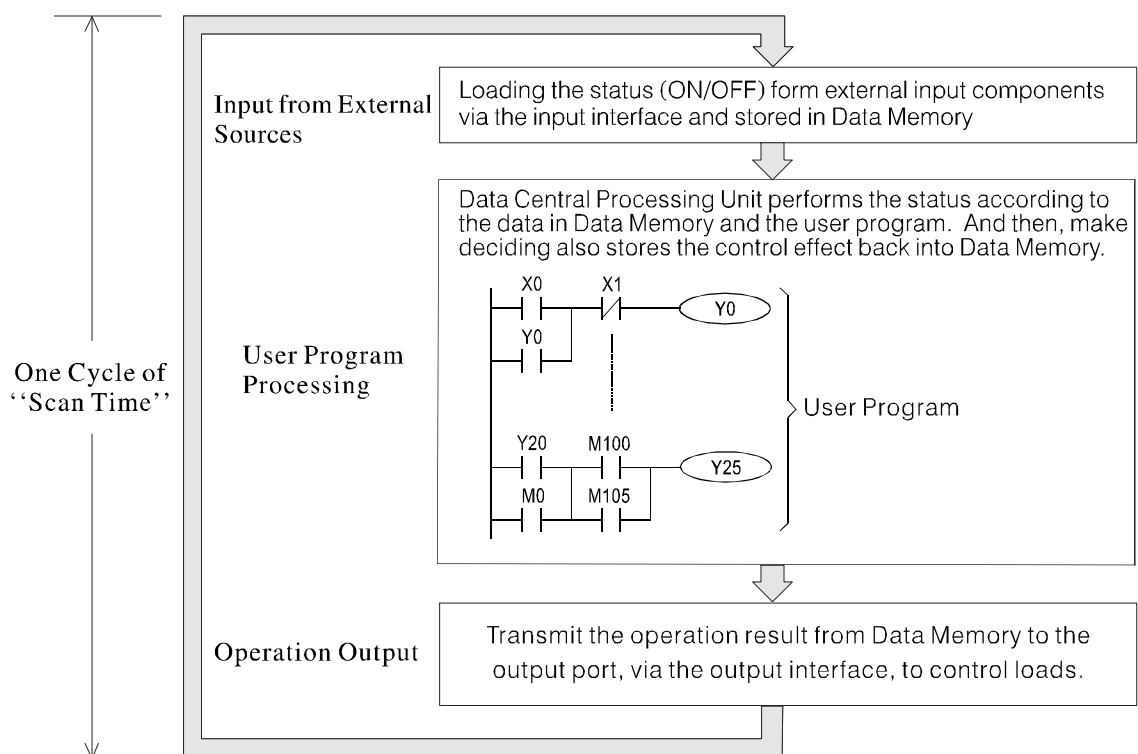 Input from External
Sources
Loading the status (ON/OFF) form external input components
via the input interface and stored in Data Memory
Data Central Processing Unit performs the status according to
the data in Data Memory and the user program. And then, make
deciding also stores the control effect back into Data Memory.
X0 X1
Y0
Y0
User Program
Processing
One Cycle of
‘‘Scan Time’’
User Program
Y20 M100
Y25
M0 M105
Operation Output
Transmit the operation result from Data Memory to the
output port, via the output interface, to control loads.